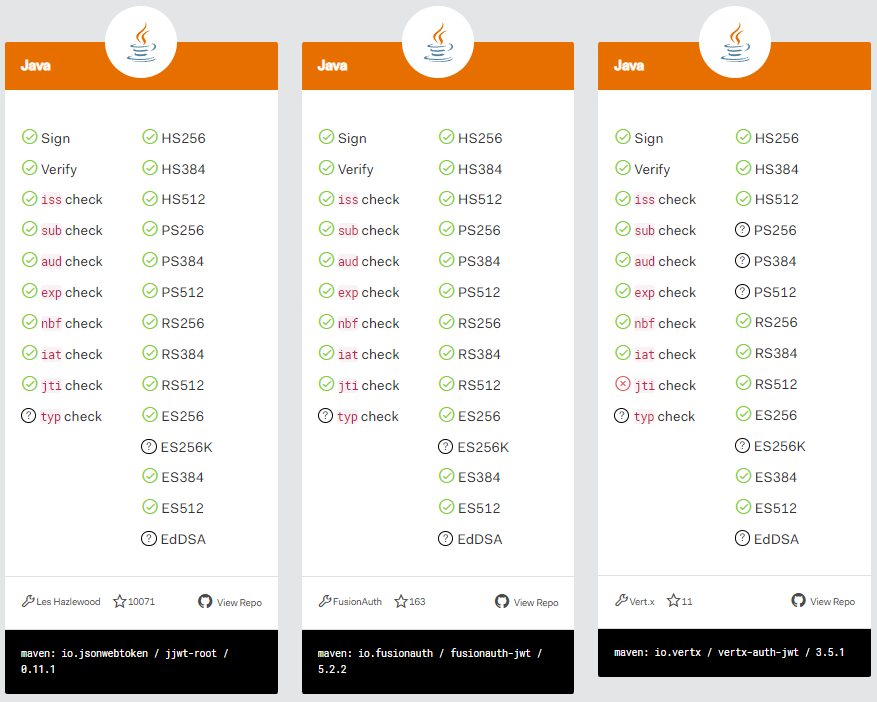 Java
Sign
HS256
Verify
HS384
iss check
HS512
sub check
PS256
aud check
PS384
exp check
PS512
nbf check
RS256
iat check
RS384
jti check
RS512
typ check
ES256
ES256K
ES384
ES512
EdDSA
Les Hazlewood
10071
View Repo
maven: io.jsonwebtoken / jjwt-root /
0.11.1
Java
Sign
HS256
Verify
HS384
iss check
HS512
sub check
PS256
aud check
PS384
exp check
PS512
nbf check
RS256
iat check
RS384
jti check
RS512
typ check
ES256
ES256K
ES384
ES512
EdDSA
FusionAuth
163
View Repo
maven: io.fusionauth / fusionauth-jwt /
5.2.2
Java
Sign
HS256
Verify
HS384
iss check
HS512
sub check
PS256
aud check
PS384
exp check
PS512
nbf check
RS256
iat check
RS384
jti check
RS512
typ check
ES256
ES256K
ES384
ES512
EdDSA
Vert.x
11
View Repo
maven: io.vertx / vertx-auth-jwt / 3.5.1